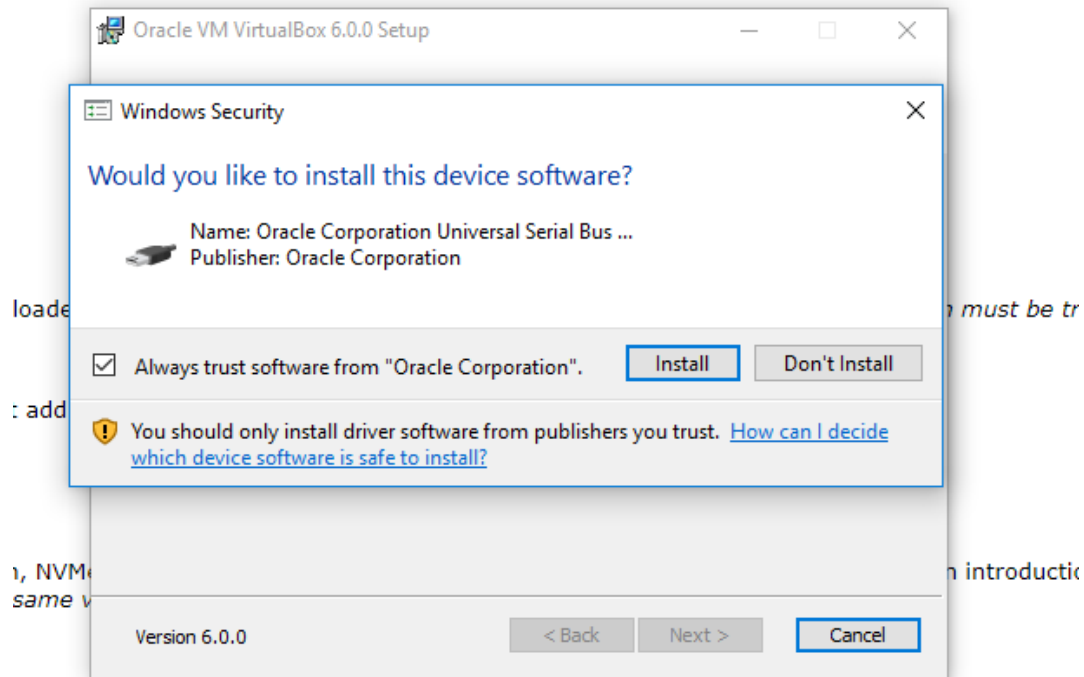 Oracle VM VirtualBox 6.0.0 Setup
Windows Security
Would you like to install this device software?
Name: Oracle Corporation Universal Serial Bus ...
Publisher: Oracle Corporation
must be
Always trust software from "Oracle Corporation".
Install
Don't Install
add
You should only install driver software from publishers you trust. How can I decide
which device software is safe to install?
introductio
same
Version 6.0.0
< Back
Next >
Cancel